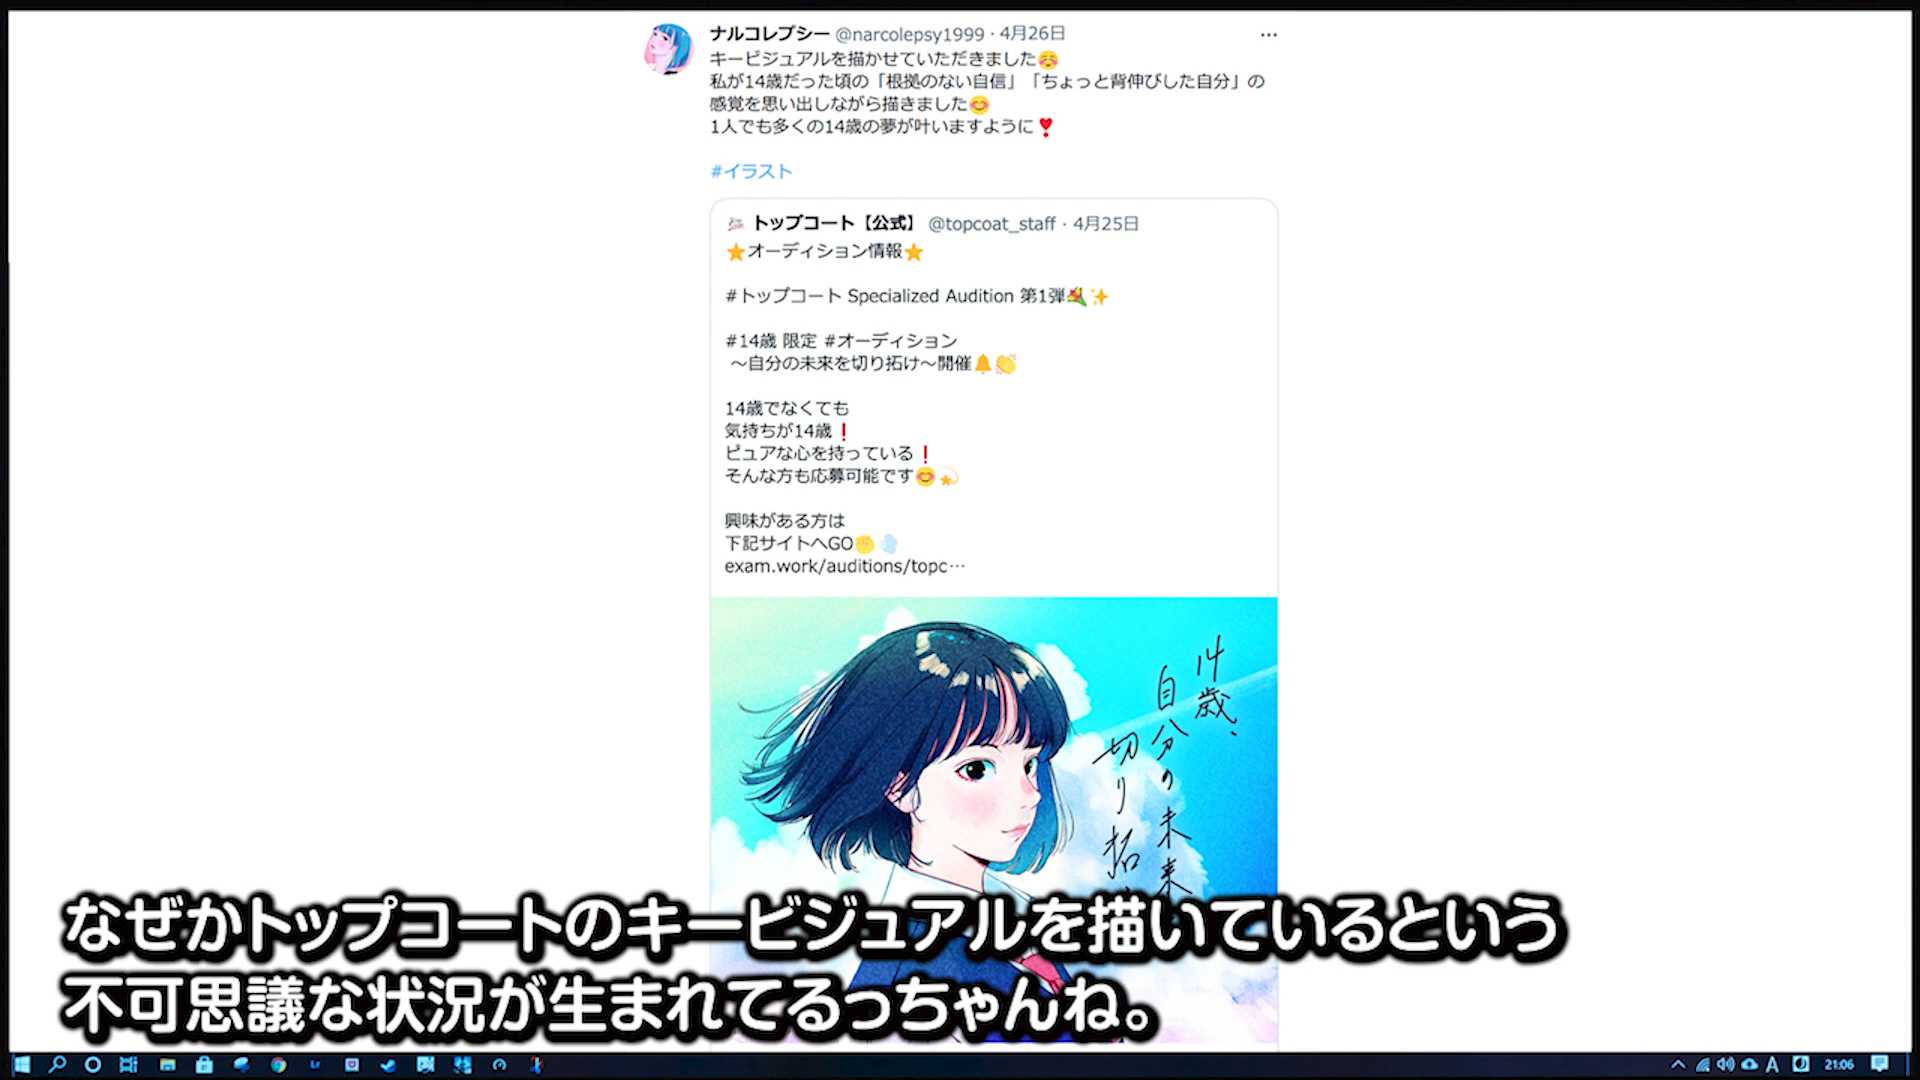 ナルコレプシー @narcolepsy1999 · 4月26日
キービジュアルを描かせていただきました☺️
私が14歳だった頃の「根拠のない自信」「ちょっと背伸びした自分」の
感覚を思い出しながら描きました😊
1人でも多くの14歳の夢が叶いますように❣️
#イラスト
トップコート【公式】 @topcoat_staff · 4月25日
⭐オーディション情報⭐
#トップコート Specialized Audition 第1弾💐✨
#14歳 限定 #オーディション
～自分の未来を切り拓け～開催🔔👏
14歳でなくても
気持ちが14歳❗
ピュアな心を持っている❗
そんな方も応募可能です😊💫
興味がある方は
下記サイトへGO✊💨
exam.work/auditions/topc…
14歳、
自分の未来
切り拓
なぜかトップコートのキービジュアルを描いているという
不可思議な状況が生まれてるっちゃんね。
A
21:06